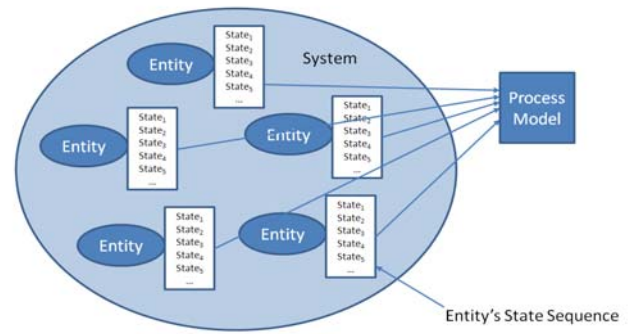 State₁
State₂
State₃
State₄
State₅
...
Entity
System
Process
Model
State₁
State₂
State₃
State₄
State₅
...
Entity
State₁
State₂
State₃
State₄
State₅
...
Entity
State₁
State₂
State₃
State₄
State₅
...
Entity
State₁
State₂
State₃
State₄
State₅
...
Entity
Entity's State Sequence